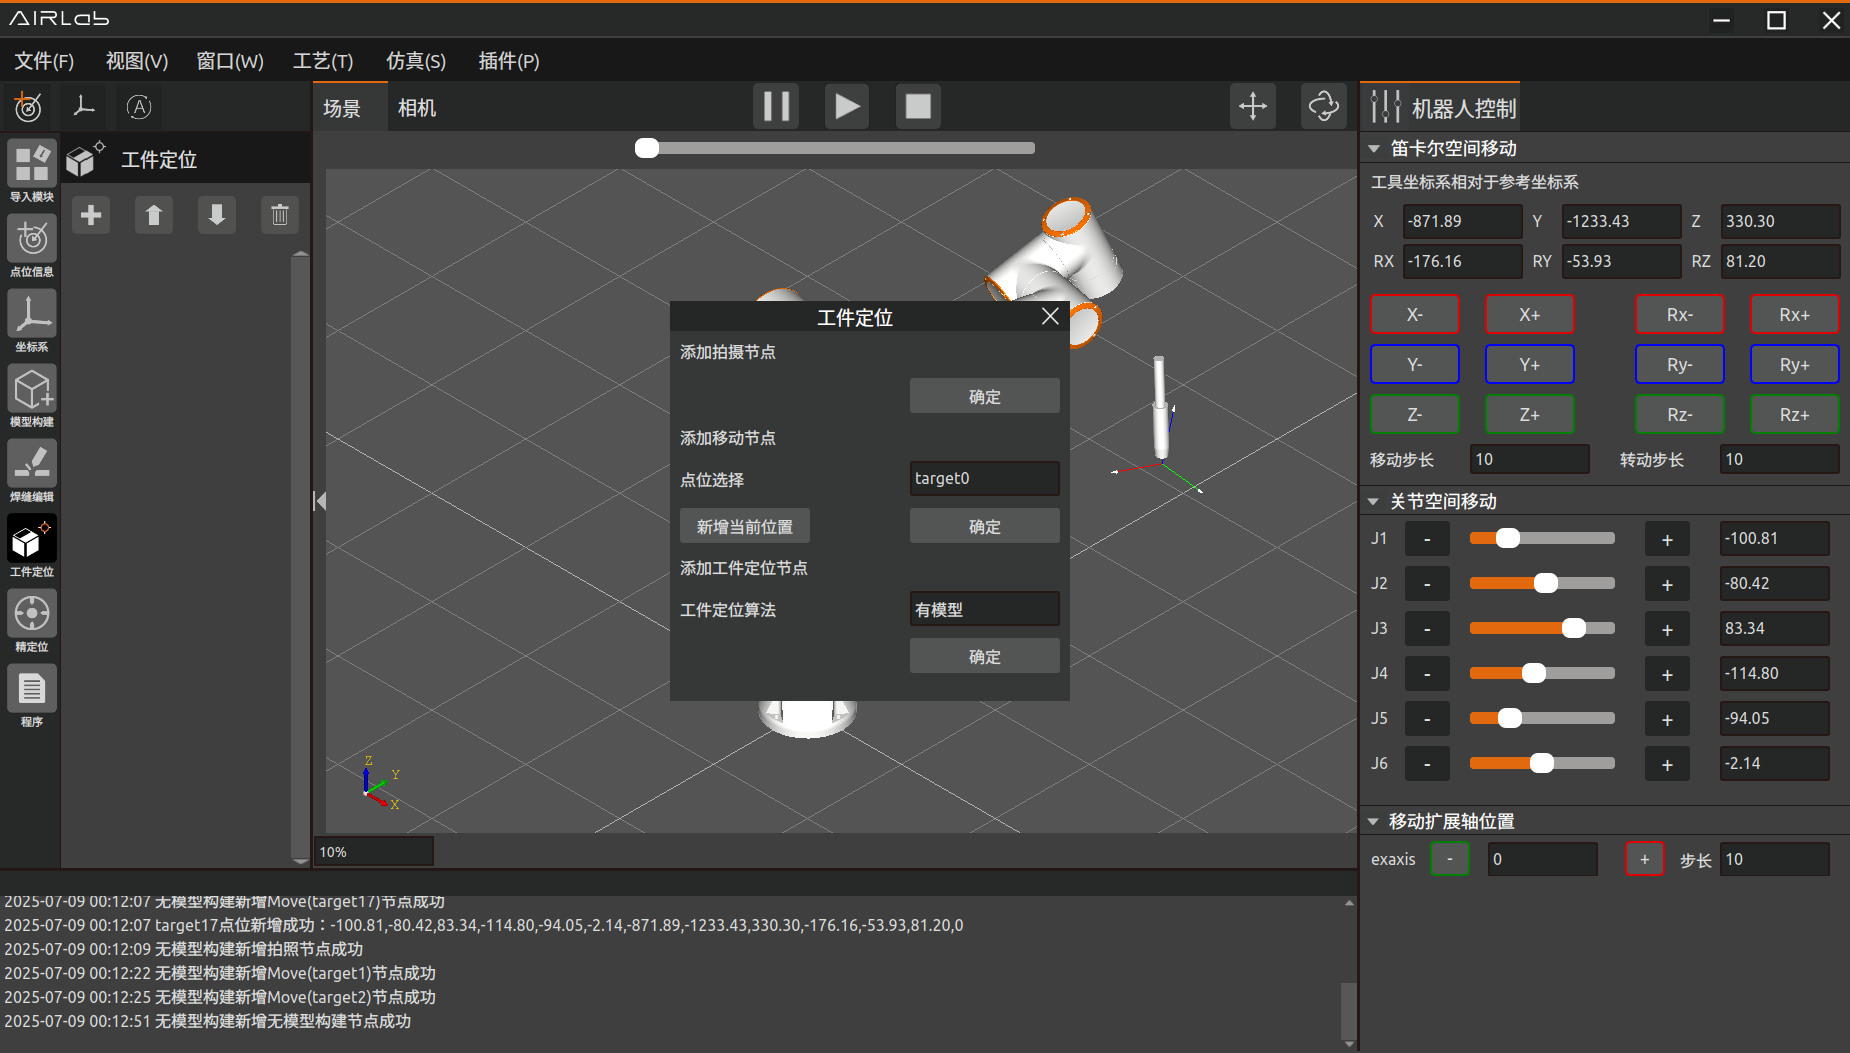 AIRLab
文件(F) 视图(V) 窗口(W) 工艺(T) 仿真(S) 插件(P)
A
场景 相机
机器人控制
工件定位
导入模块
点位信息
坐标系
模型构建
焊缝编辑
工件定位
精定位
程序
工件定位
添加拍摄节点
确定
添加移动节点
点位选择 target0
新增当前位置 确定
添加工件定位节点
工件定位算法 有模型
确定
Z
Y
X
10%
笛卡尔空间移动
工具坐标系相对于参考坐标系
X -871.89 Y -1233.43 Z 330.30
RX -176.16 RY -53.93 RZ 81.20
X- X+ Rx- Rx+
Y- Y+ Ry- Ry+
Z- Z+ Rz- Rz+
移动步长 10 转动步长 10
关节空间移动
J1 - + -100.81
J2 - + -80.42
J3 - + 83.34
J4 - + -114.80
J5 - + -94.05
J6 - + -2.14
移动扩展轴位置
exaxis - 0 + 步长 10
2025-07-09 00:12:07 无模型构建新增Move(target17)节点成功
2025-07-09 00:12:07 target17点位新增成功：-100.81,-80.42,83.34,-114.80,-94.05,-2.14,-871.89,-1233.43,330.30,-176.16,-53.93,81.20,0
2025-07-09 00:12:09 无模型构建新增拍照节点成功
2025-07-09 00:12:22 无模型构建新增Move(target1)节点成功
2025-07-09 00:12:25 无模型构建新增Move(target2)节点成功
2025-07-09 00:12:51 无模型构建新增无模型构建节点成功